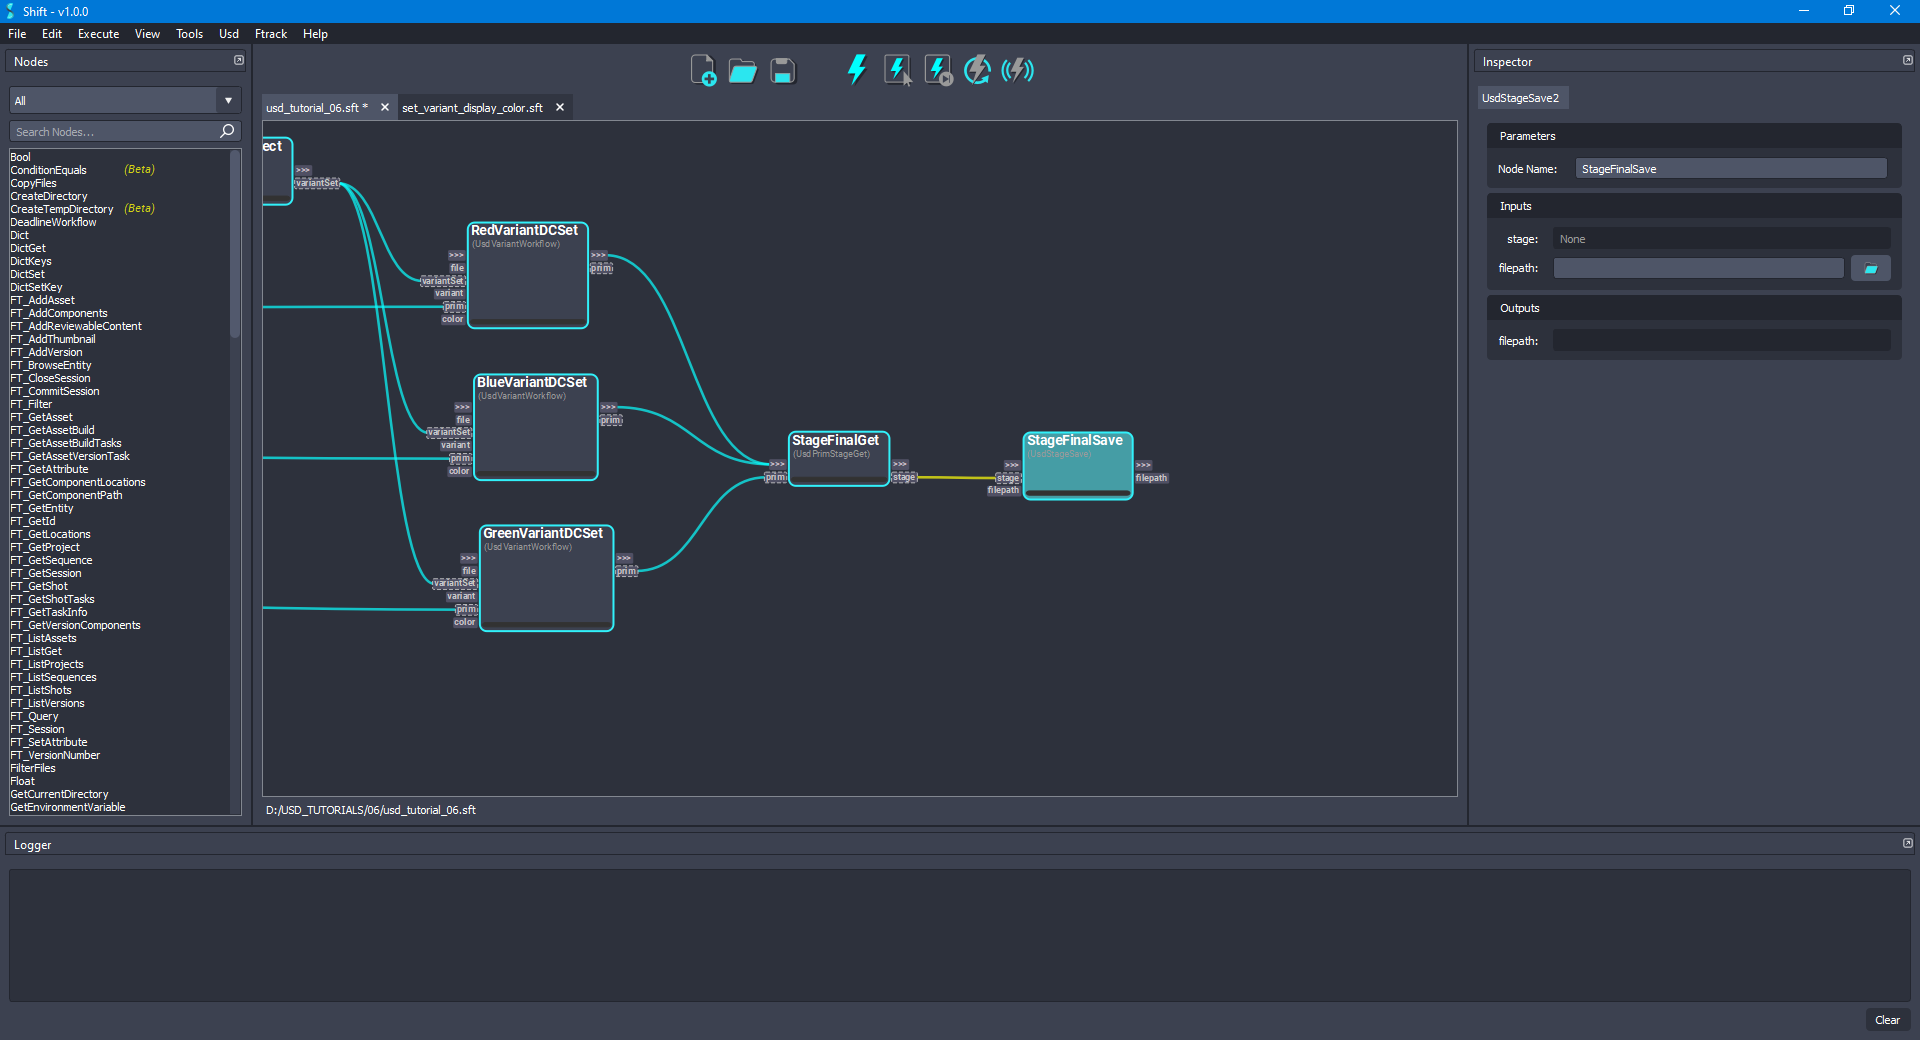 Shift - v1.0.0
File Edit Execute View Tools Usd Ftrack Help
Nodes
All
Search Nodes...
Bool
ConditionEquals (Beta)
CopyFiles
CreateDirectory
CreateTempDirectory (Beta)
DeadlineWorkflow
Dict
DictGet
DictKeys
DictSet
DictSetKey
FT_AddAsset
FT_AddComponents
FT_AddReviewableContent
FT_AddThumbnail
FT_AddVersion
FT_BrowseEntity
FT_CloseSession
FT_CommitSession
FT_Filter
FT_GetAsset
FT_GetAssetBuild
FT_GetAssetBuildTasks
FT_GetAssetVersionTask
FT_GetAttribute
FT_GetComponentLocations
FT_GetComponentPath
FT_GetEntity
FT_GetId
FT_GetLocations
FT_GetProject
FT_GetSequence
FT_GetSession
FT_GetShot
FT_GetShotTasks
FT_GetTaskInfo
FT_GetVersionComponents
FT_ListAssets
FT_ListGet
FT_ListProjects
FT_ListSequences
FT_ListShots
FT_ListVersions
FT_Query
FT_Session
FT_SetAttribute
FT_VersionNumber
FilterFiles
Float
GetCurrentDirectory
GetEnvironmentVariable
usd_tutorial_06.sft *
set_variant_display_color.sft
ect
>>>
variantSet
RedVariantDCSet
(UsdVariantWorkflow)
>>>
file
variantSet
variant
prim
color
>>>
prim
BlueVariantDCSet
(UsdVariantWorkflow)
>>>
file
variantSet
variant
prim
color
>>>
prim
GreenVariantDCSet
(UsdVariantWorkflow)
>>>
file
variantSet
variant
prim
color
>>>
prim
StageFinalGet
(UsdPrimStageGet)
>>>
prim
>>>
stage
StageFinalSave
(UsdStageSave)
>>>
stage
filepath
>>>
filepath
D:/USD_TUTORIALS/06/usd_tutorial_06.sft
Inspector
UsdStageSave2
Parameters
Node Name: StageFinalSave
Inputs
stage: None
filepath:
Outputs
filepath:
Logger
Clear